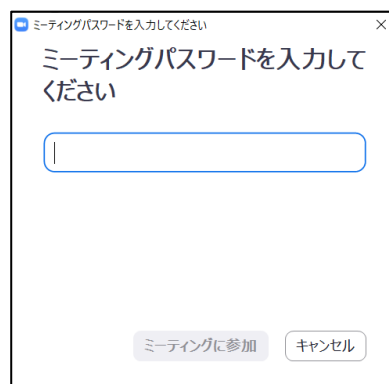 ミーティングパスワードを入力してください
ミーティングパスワードを入力して
ください
ミーティングに参加
キャンセル